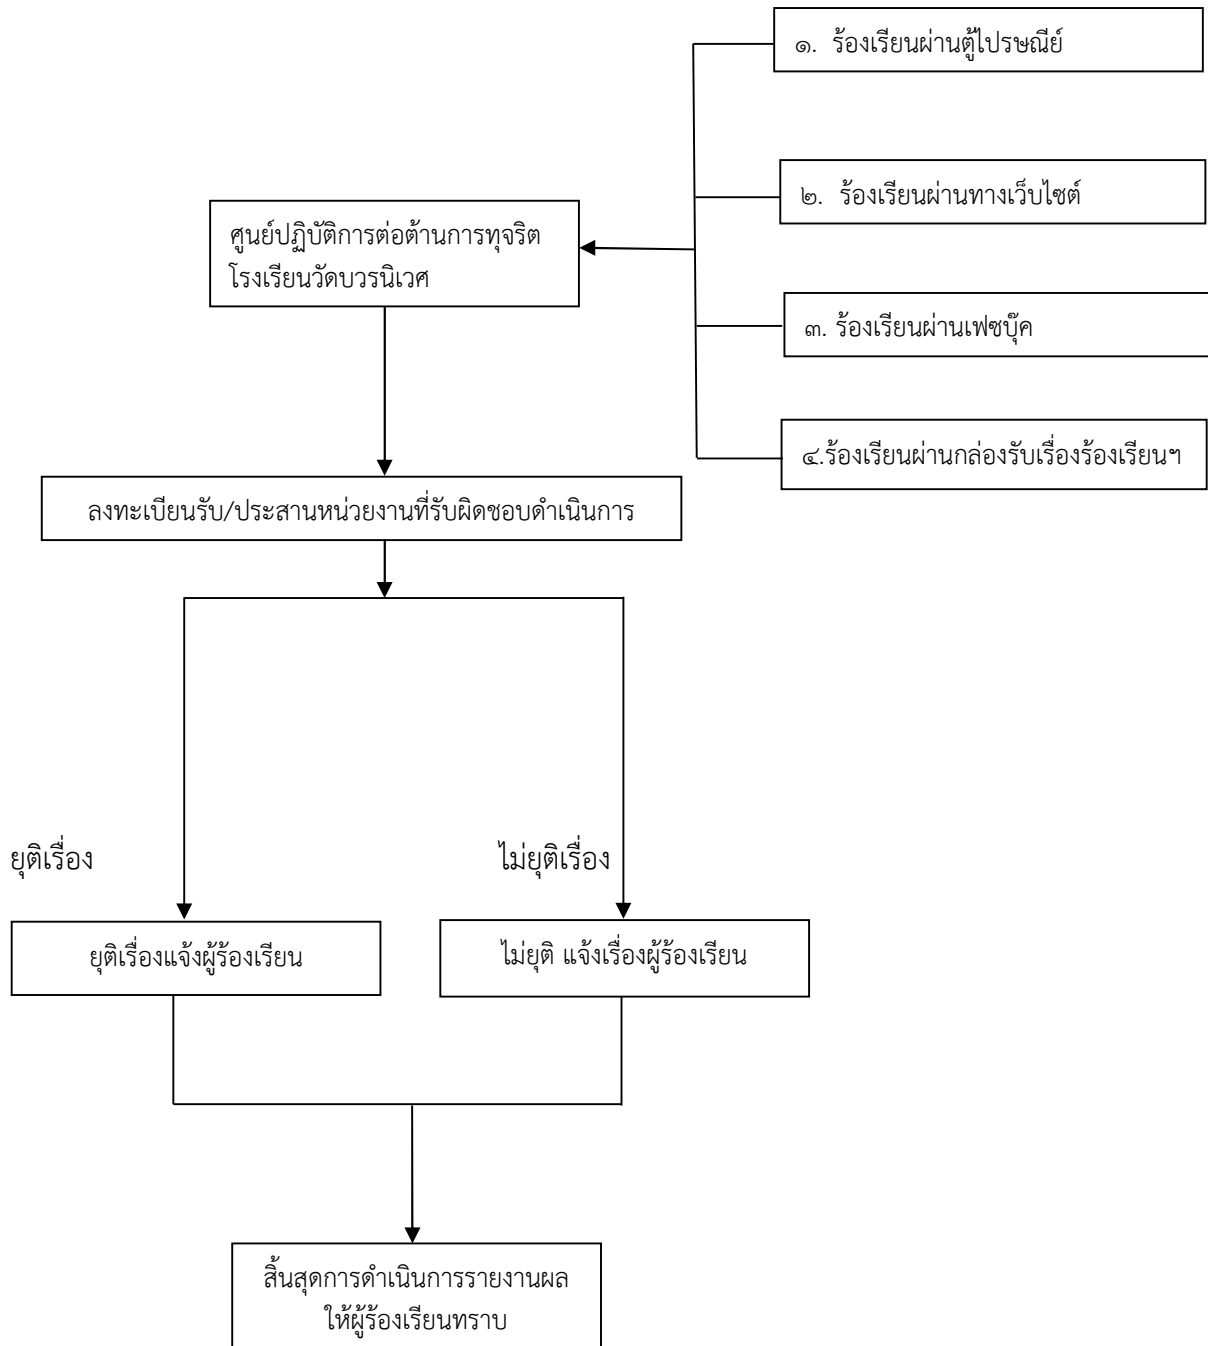 ๑. ร้องเรียนผ่านตู้ไปรษณีย์
๒. ร้องเรียนผ่านทางเว็บไซต์
ศูนย์ปฏิบัติการต่อต้านการทุจริต
โรงเรียนวัดบวรนิเวศ
๓. ร้องเรียนผ่านเฟซบุ๊ค
๔.ร้องเรียนผ่านกล่องรับเรื่องร้องเรียนฯ
ลงทะเบียนรับ/ประสานหน่วยงานที่รับผิดชอบดำเนินการ
ยุติเรื่อง
ไม่ยุติเรื่อง
ยุติเรื่องแจ้งผู้ร้องเรียน
ไม่ยุติ แจ้งเรื่องผู้ร้องเรียน
สิ้นสุดการดำเนินการรายงานผล
ให้ผู้ร้องเรียนทราบ